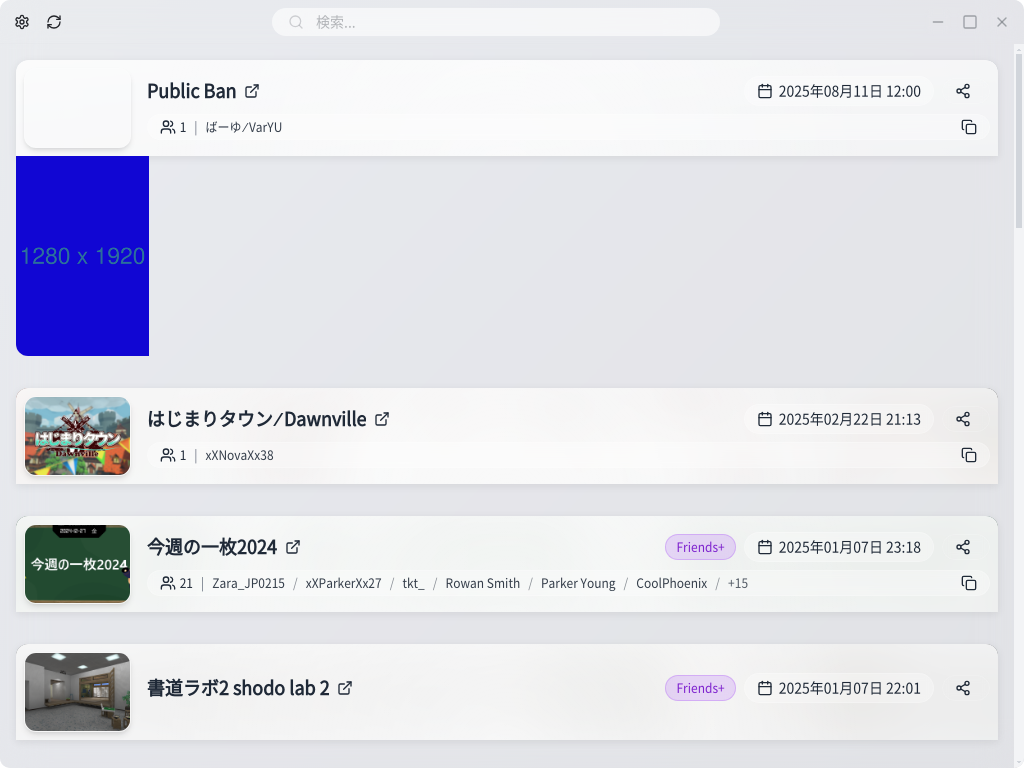 検索...
Public Ban
2025年08月11日 12:00
1 | ばーゆ/VarYU
1280 x 1920
はじまりタウン
Dawnville
はじまりタウン/Dawnville
2025年02月22日 21:13
1 | xXNovaXx38
今週の一枚2024
今週の一枚2024
Friends+
2025年01月07日 23:18
21 | Zara_JP0215 / xXParkerXx27 / tkt_ / Rowan Smith / Parker Young / CoolPhoenix / +15
書道ラボ2 shodo lab 2
Friends+
2025年01月07日 22:01